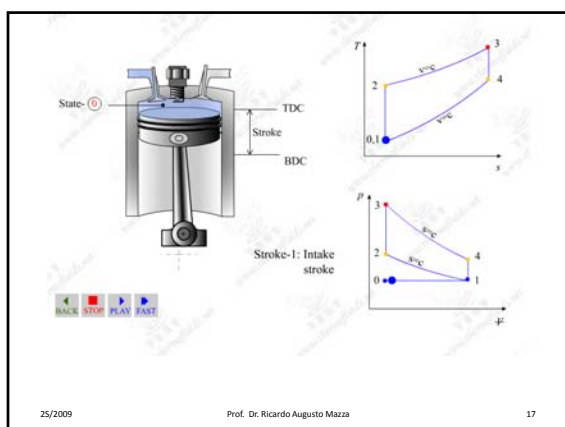 State- 0
TDC
Stroke
BDC
Stroke-1: Intake
stroke
BACK STOP PLAY FAST
T
3
v=c
2
4
v=c
0,1
s
p
3
s=c
2
4
s=c
0
1
V
2S/2009 Prof. Dr. Ricardo Augusto Mazza 17